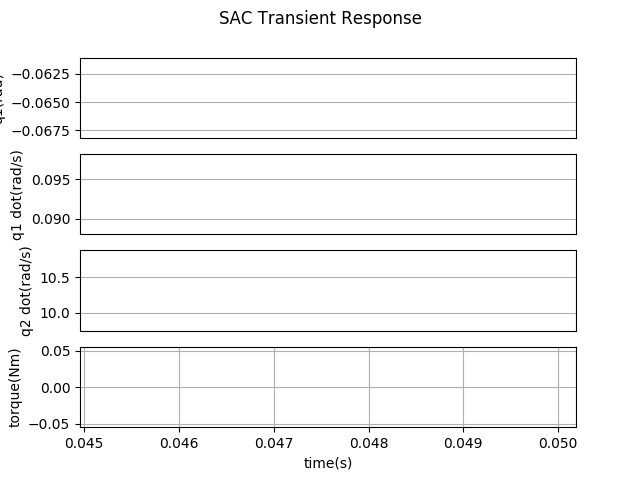 SAC Transient Response
q1(rad)
−0.0625
−0.0650
−0.0675
q1 dot(rad/s)
0.095
0.090
q2 dot(rad/s)
10.5
10.0
torque(Nm)
0.05
0.00
−0.05
0.045 0.046 0.047 0.048 0.049 0.050
time(s)